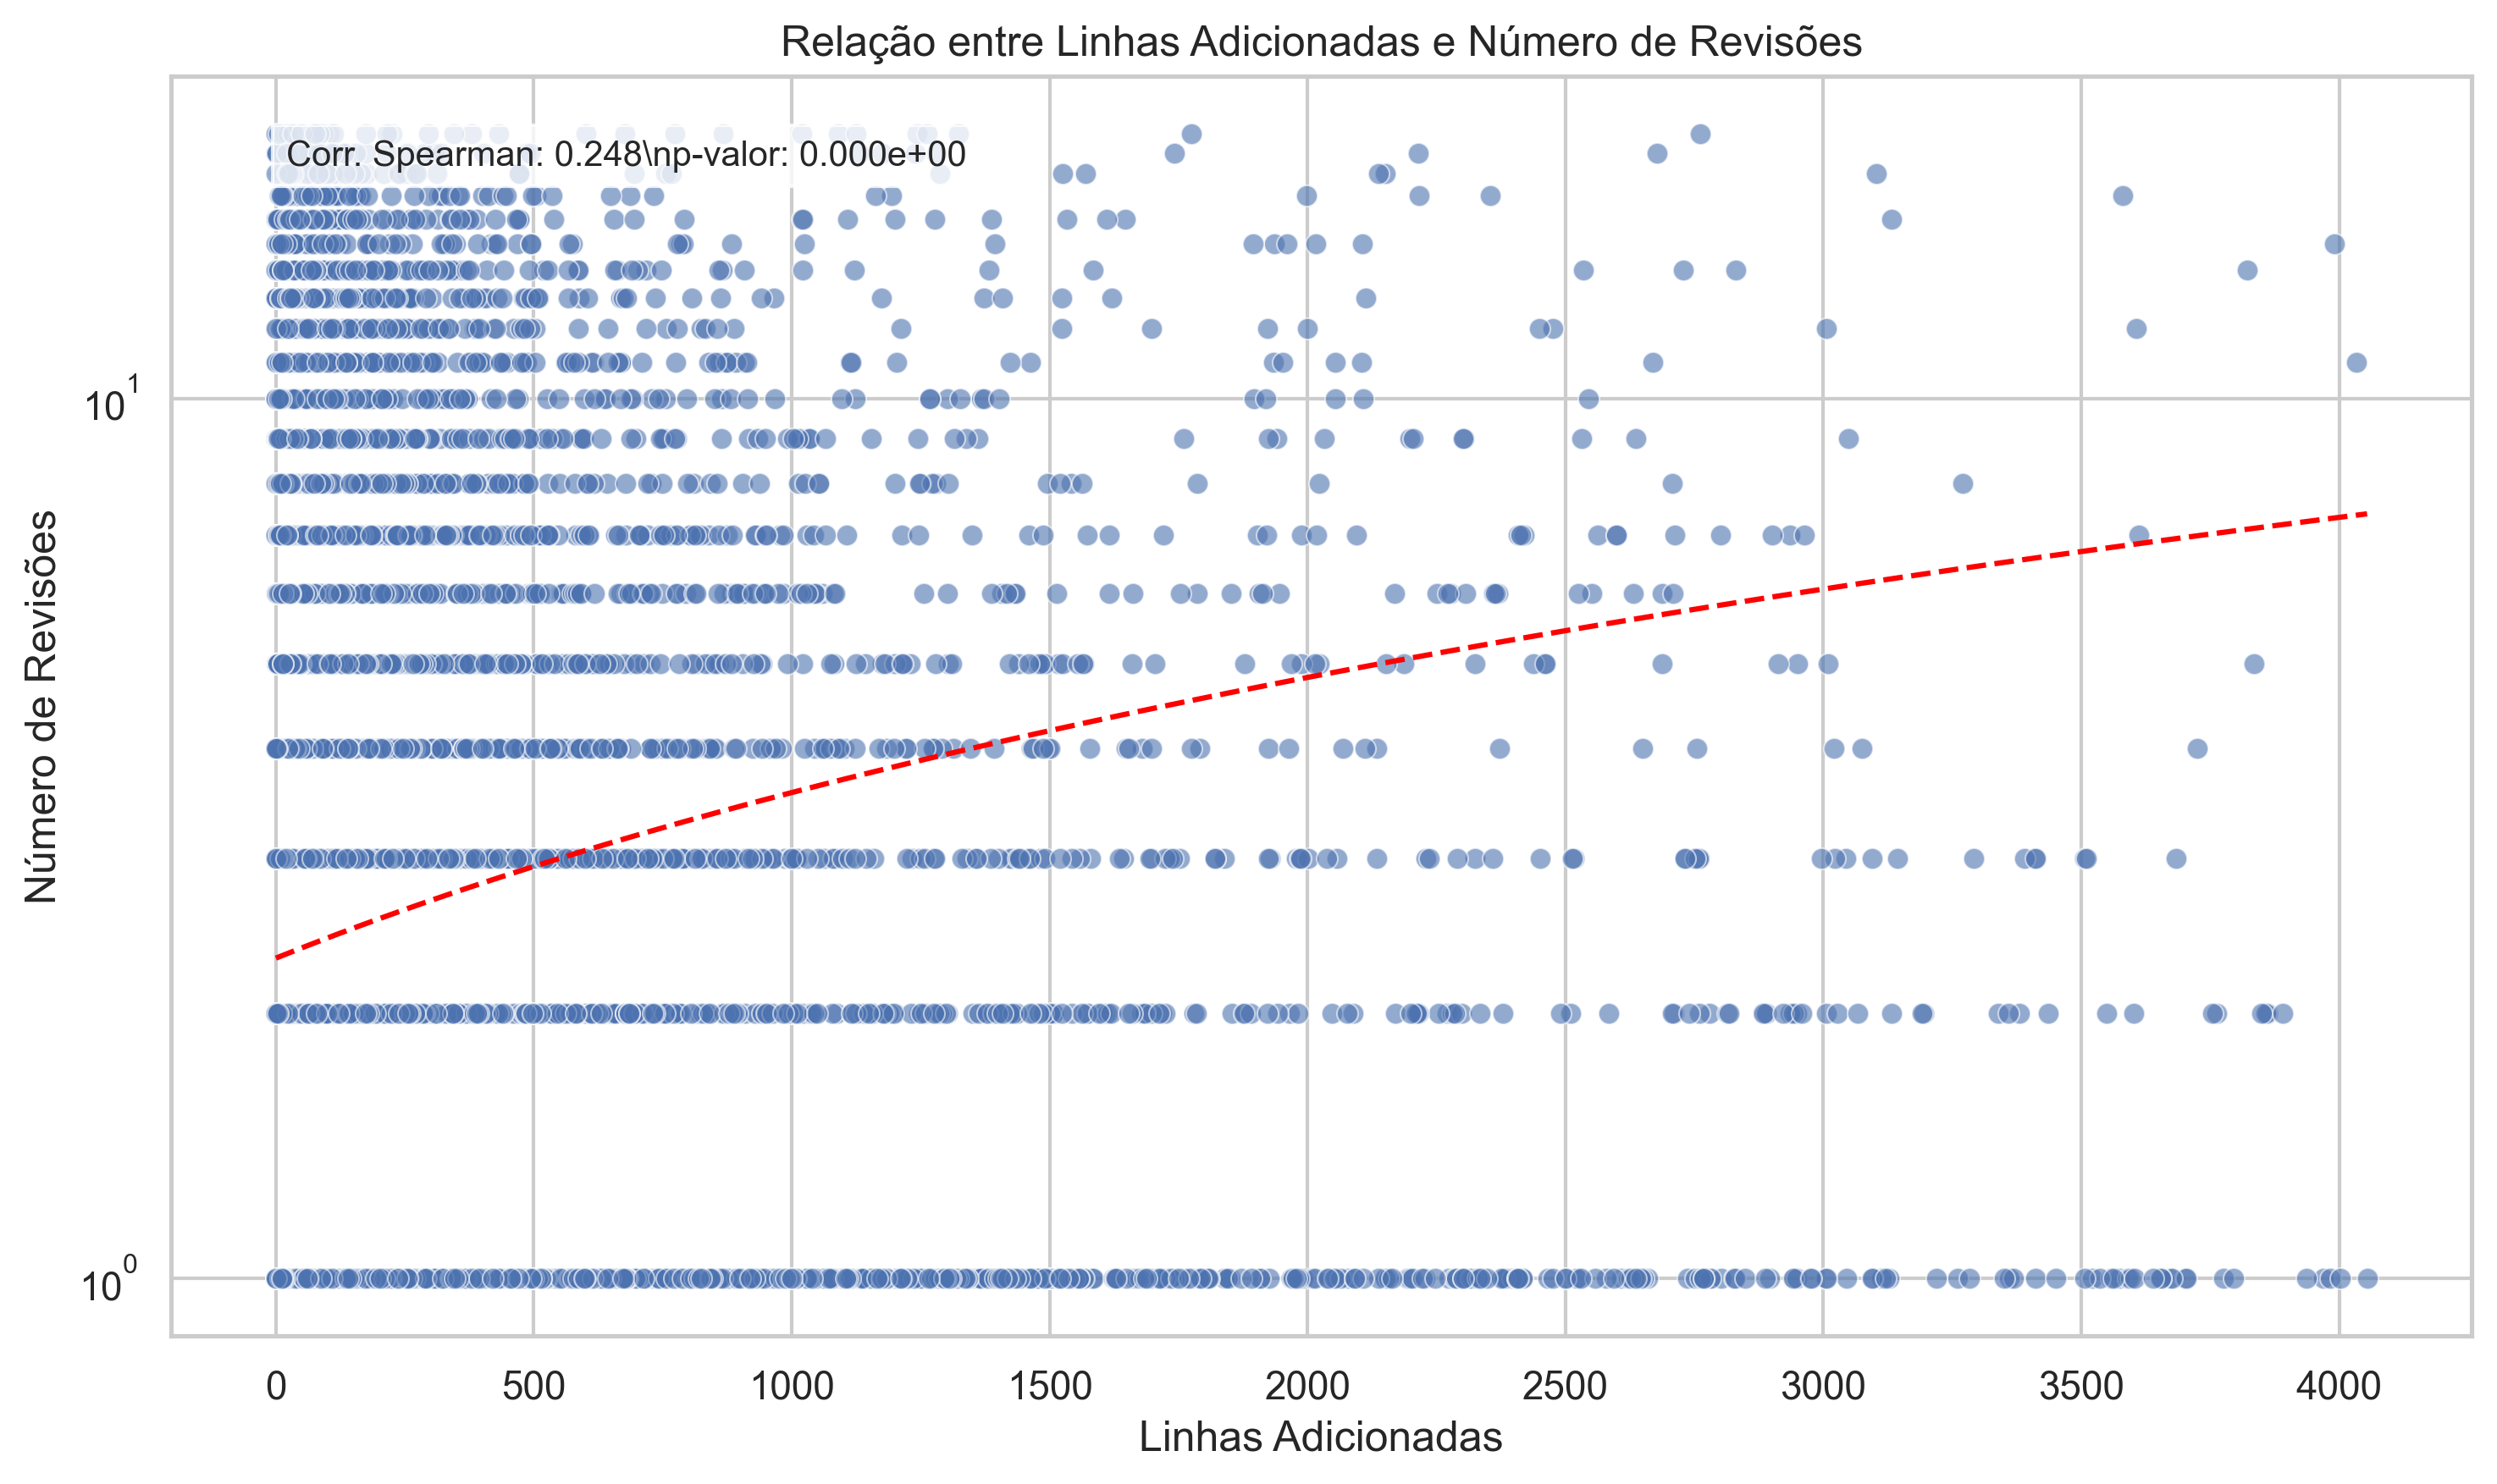 Relação entre Linhas Adicionadas e Número de Revisões
Corr. Spearman: 0.248\np-valor: 0.000e+00
Número de Revisões
10^1
10^0
0 500 1000 1500 2000 2500 3000 3500 4000
Linhas Adicionadas